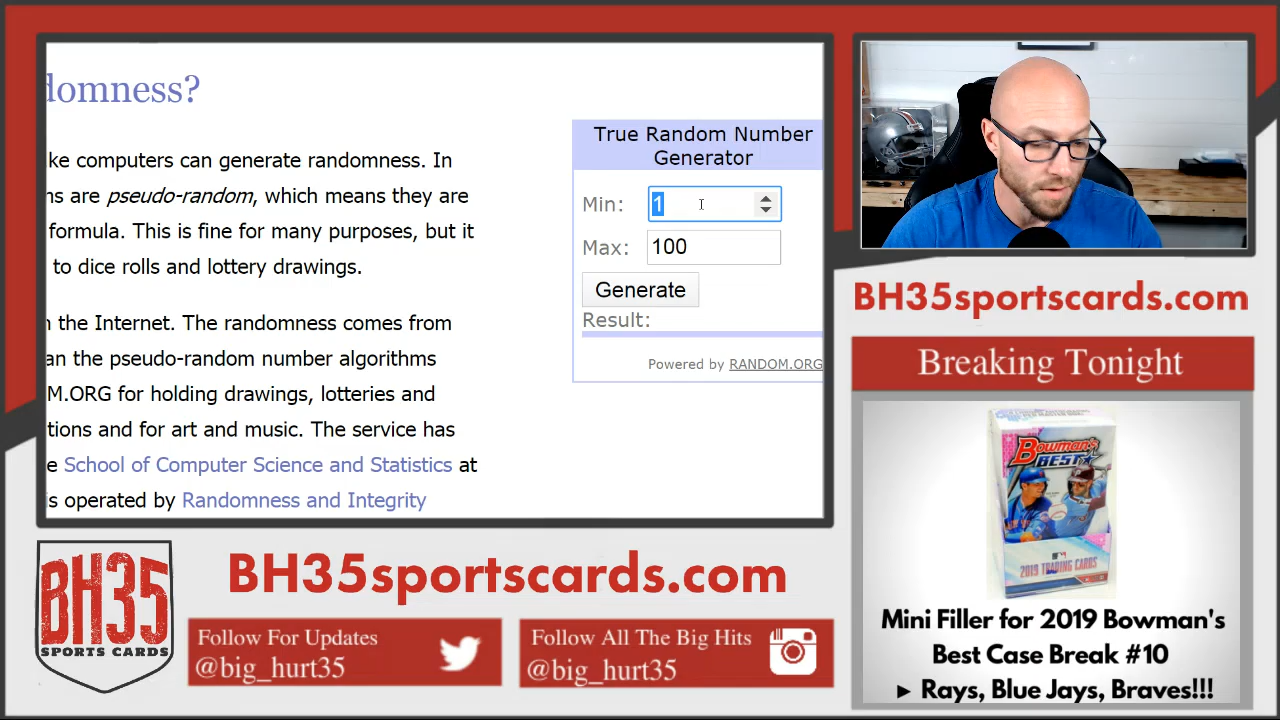 domness?
ke computers can generate randomness. In
ns are pseudo-random, which means they are
formula. This is fine for many purposes, but it
to dice rolls and lottery drawings.
n the Internet. The randomness comes from
an the pseudo-random number algorithms
M.ORG for holding drawings, lotteries and
tions and for art and music. The service has
e School of Computer Science and Statistics at
is operated by Randomness and Integrity
True Random Number
Generator
Min: 1
Max: 100
Generate
Result:
Powered by RANDOM.ORG
BH35sportscards.com
Breaking Tonight
Bowman's
BEST
2019 TRADING CARDS
Mini Filler for 2019 Bowman's
Best Case Break #10
► Rays, Blue Jays, Braves!!!
BH35
SPORTS CARDS
BH35sportscards.com
Follow For Updates
@big_hurt35
Follow All The Big Hits
@big_hurt35